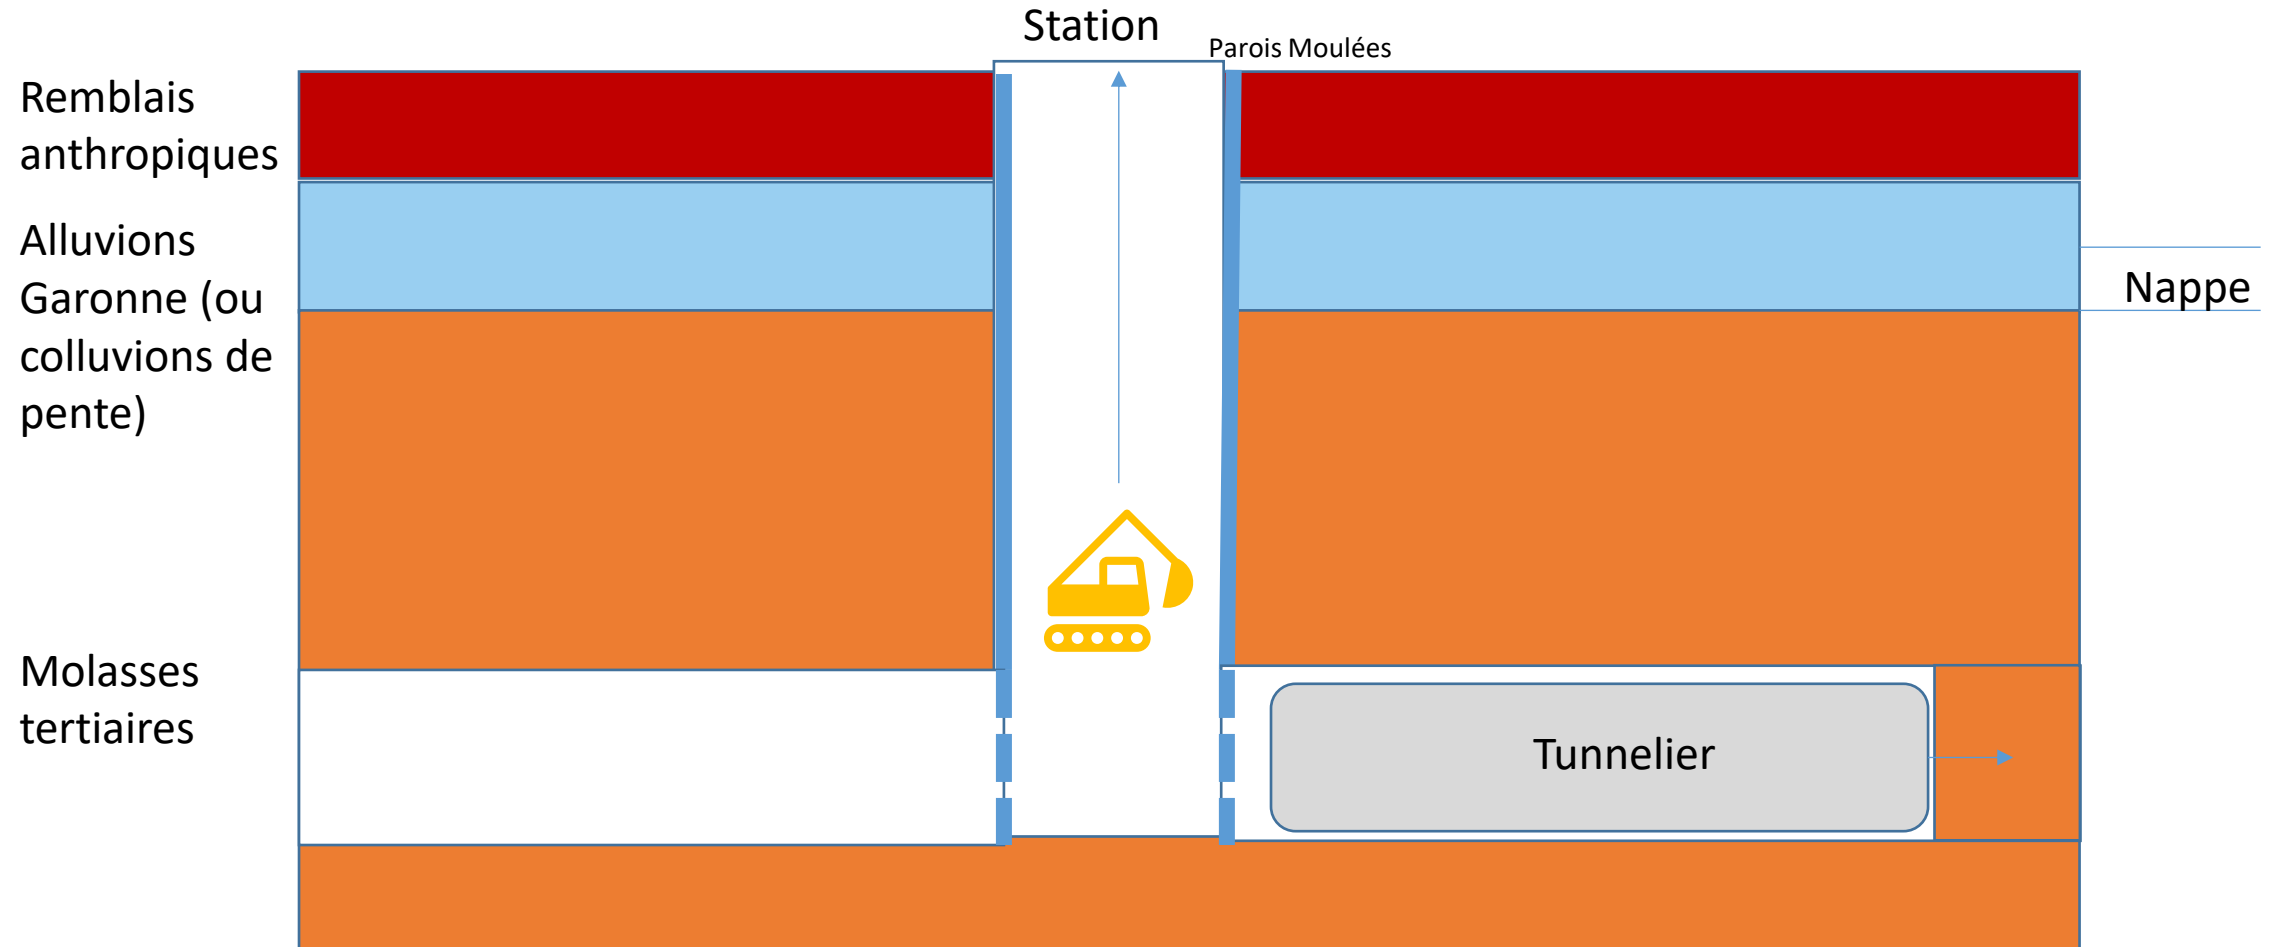 Station
Parois Moulées
Remblais
anthropiques
Alluvions
Garonne (ou
colluvions de
pente)
Nappe
Molasses
tertiaires
Tunnelier